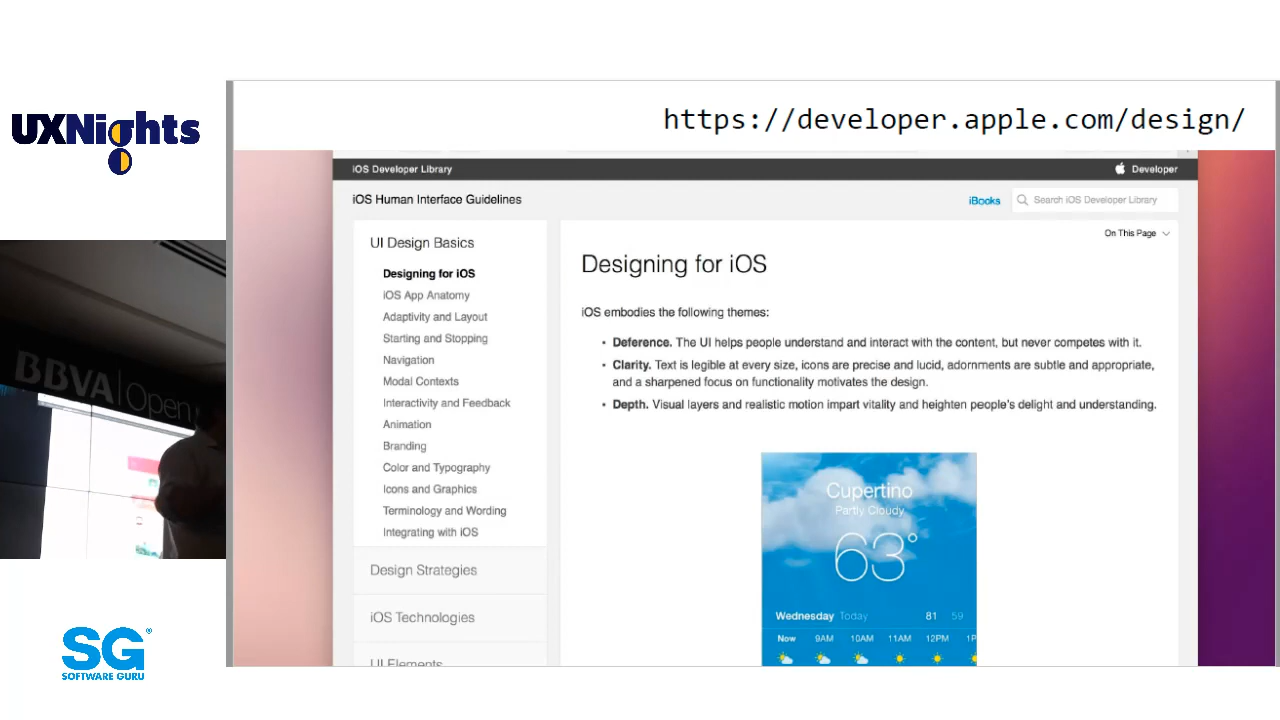 UXNights
https://developer.apple.com/design/
iOS Developer Library
Developer
iOS Human Interface Guidelines
iBooks
Search iOS Developer Library
On This Page
UI Design Basics
Designing for iOS
iOS App Anatomy
Adaptivity and Layout
Starting and Stopping
Navigation
Modal Contexts
Interactivity and Feedback
Animation
Branding
Color and Typography
Icons and Graphics
Terminology and Wording
Integrating with iOS
Design Strategies
iOS Technologies
UI Elements
Designing for iOS
iOS embodies the following themes:
• Deference. The UI helps people understand and interact with the content, but never competes with it.
• Clarity. Text is legible at every size, icons are precise and lucid, adornments are subtle and appropriate,
and a sharpened focus on functionality motivates the design.
• Depth. Visual layers and realistic motion impart vitality and heighten people's delight and understanding.
Cupertino
Partly Cloudy
63°
Wednesday Today 81 59
Now 9AM 10AM 11AM 12PM 1P
BBVA | Open
SG®
SOFTWARE GURU